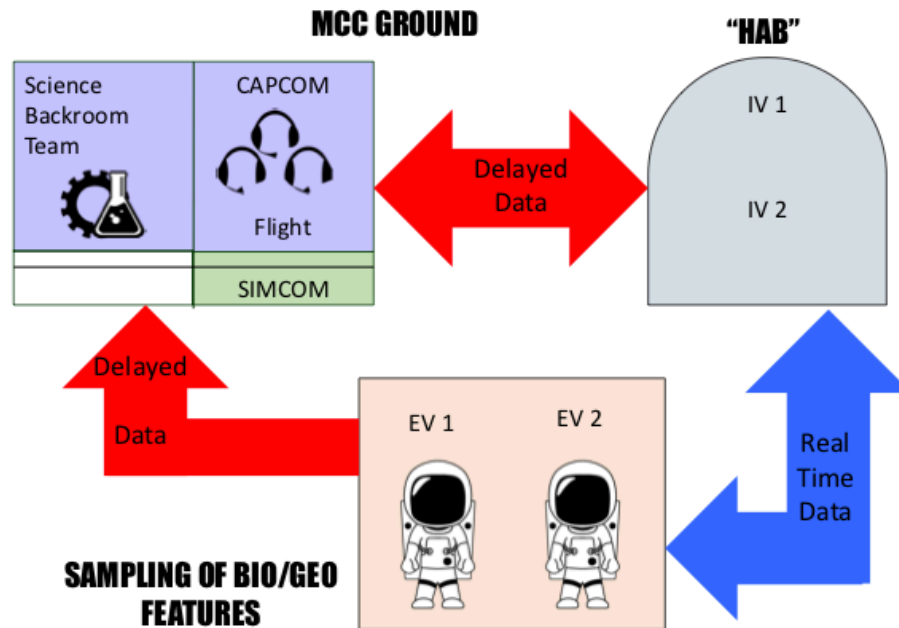 MCC GROUND
“HAB”
Science
Backroom
Team
CAPCOM
Flight
SIMCOM
Delayed
Data
IV 1
IV 2
Delayed
Data
EV 1
EV 2
Real
Time
Data
SAMPLING OF BIO/GEO
FEATURES